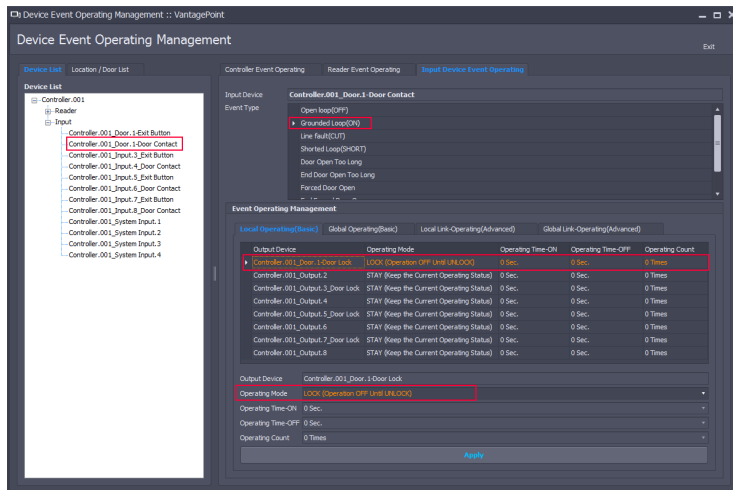 Device Event Operating Management :: VantagePoint
Device Event Operating Management
Exit
Device List Location / Door List
Device List
Controller.001
Reader
Input
Controller.001_Door.1-Exit Button
Controller.001_Door.1-Door Contact
Controller.001_Input.3_Exit Button
Controller.001_Input.4_Door Contact
Controller.001_Input.5_Exit Button
Controller.001_Input.6_Door Contact
Controller.001_Input.7_Exit Button
Controller.001_Input.8_Door Contact
Controller.001_System Input.1
Controller.001_System Input.2
Controller.001_System Input.3
Controller.001_System Input.4
Controller Event Operating Reader Event Operating Input Device Event Operating
Input Device Controller.001_Door.1-Door Contact
Event Type Open loop(OFF)
Grounded Loop(ON)
Line fault(CUT)
Shorted Loop(SHORT)
Door Open Too Long
End Door Open Too Long
Forced Door Open
Event Operating Management
Local Operating(Basic) Global Operating(Basic) Local Link-Operating(Advanced) Global Link-Operating(Advanced)
Output Device Operating Mode Operating Time-ON Operating Time-OFF Operating Count
Controller.001_Door.1-Door Lock LOCK (Operation OFF Until UNLOCK) 0 Sec. 0 Sec. 0 Times
Controller.001_Output.2 STAY (Keep the Current Operating Status) 0 Sec. 0 Sec. 0 Times
Controller.001_Output.3_Door Lock STAY (Keep the Current Operating Status) 0 Sec. 0 Sec. 0 Times
Controller.001_Output.4 STAY (Keep the Current Operating Status) 0 Sec. 0 Sec. 0 Times
Controller.001_Output.5_Door Lock STAY (Keep the Current Operating Status) 0 Sec. 0 Sec. 0 Times
Controller.001_Output.6 STAY (Keep the Current Operating Status) 0 Sec. 0 Sec. 0 Times
Controller.001_Output.7_Door Lock STAY (Keep the Current Operating Status) 0 Sec. 0 Sec. 0 Times
Controller.001_Output.8 STAY (Keep the Current Operating Status) 0 Sec. 0 Sec. 0 Times
Output Device Controller.001_Door.1-Door Lock
Operating Mode LOCK (Operation OFF Until UNLOCK)
Operating Time-ON 0 Sec.
Operating Time-OFF 0 Sec.
Operating Count 0 Times
Apply